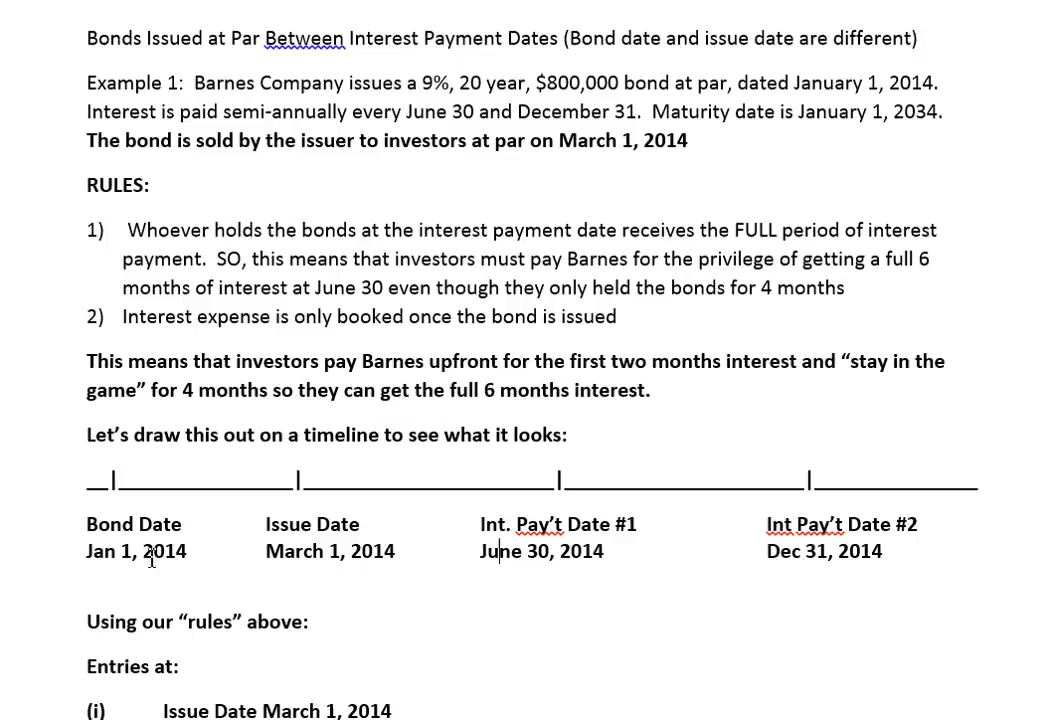 Bonds Issued at Par Between Interest Payment Dates (Bond date and issue date are different)
Example 1: Barnes Company issues a 9%, 20 year, $800,000 bond at par, dated January 1, 2014.
Interest is paid semi-annually every June 30 and December 31. Maturity date is January 1, 2034.
The bond is sold by the issuer to investors at par on March 1, 2014
RULES:
1) Whoever holds the bonds at the interest payment date receives the FULL period of interest
payment. SO, this means that investors must pay Barnes for the privilege of getting a full 6
months of interest at June 30 even though they only held the bonds for 4 months
2) Interest expense is only booked once the bond is issued
This means that investors pay Barnes upfront for the first two months interest and “stay in the
game” for 4 months so they can get the full 6 months interest.
Let’s draw this out on a timeline to see what it looks:
Bond Date Issue Date Int. Pay’t Date #1 Int Pay’t Date #2
Jan 1, 2014 March 1, 2014 June 30, 2014 Dec 31, 2014
Using our “rules” above:
Entries at:
(i) Issue Date March 1, 2014